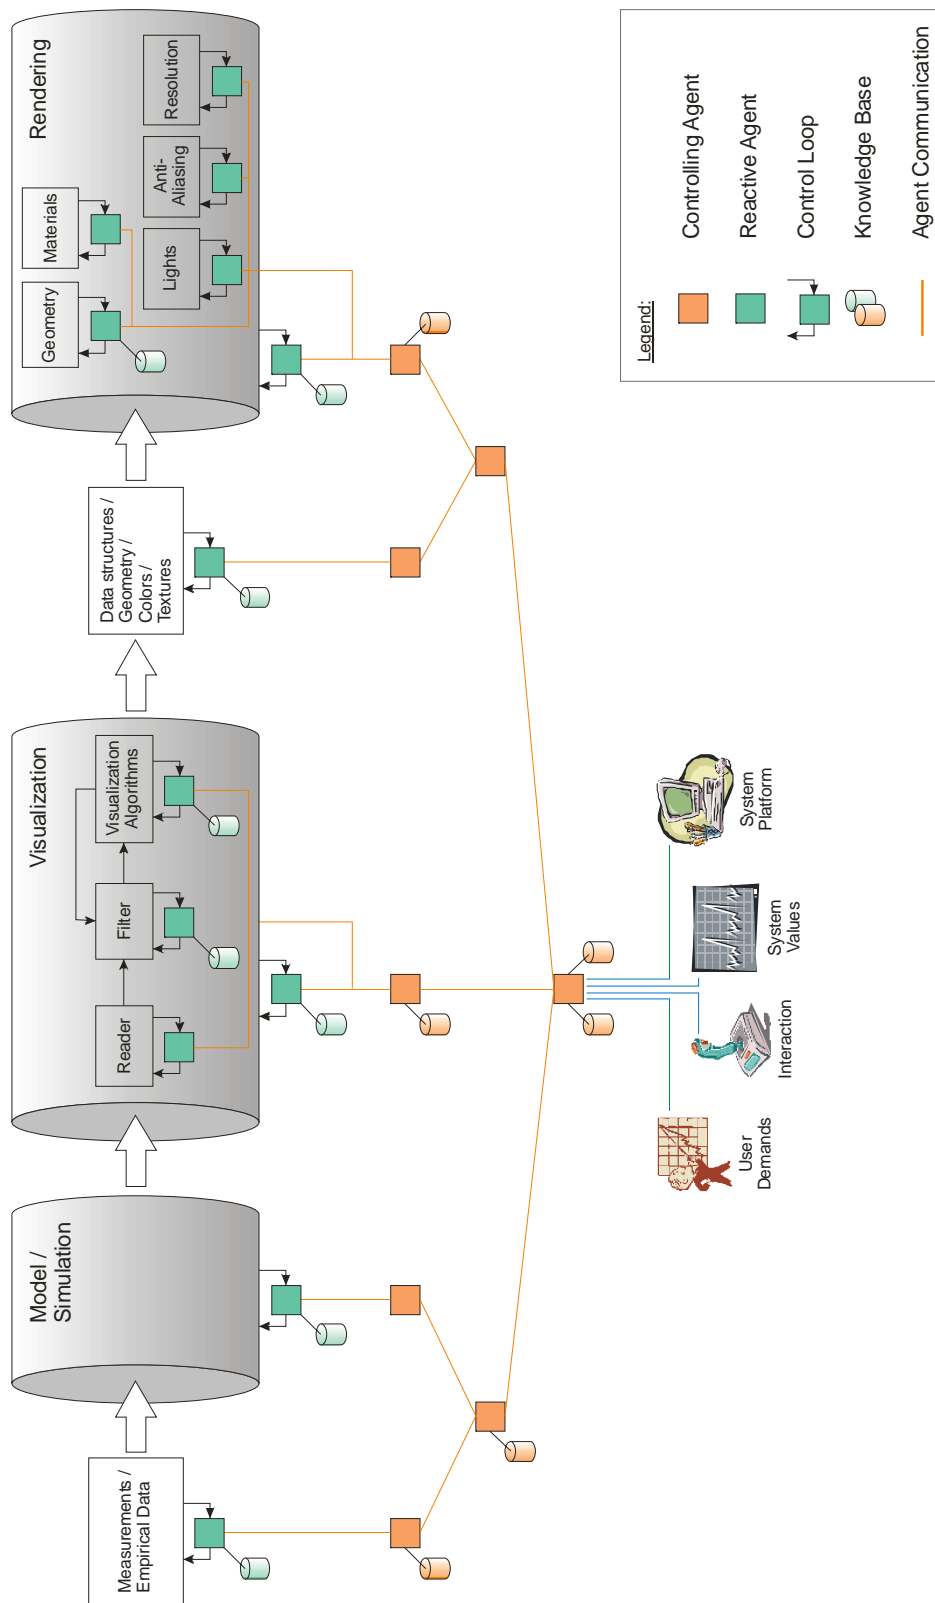 Measurements /
Empirical Data
Model /
Simulation
Visualization
Reader
Filter
Visualization
Algorithms
Data structures /
Geometry /
Colors /
Textures
Rendering
Geometry
Materials
Lights
Anti-
Aliasing
Resolution
User
Demands
Interaction
System
Values
System
Platform
Legend:
Controlling Agent
Reactive Agent
Control Loop
Knowledge Base
Agent Communication